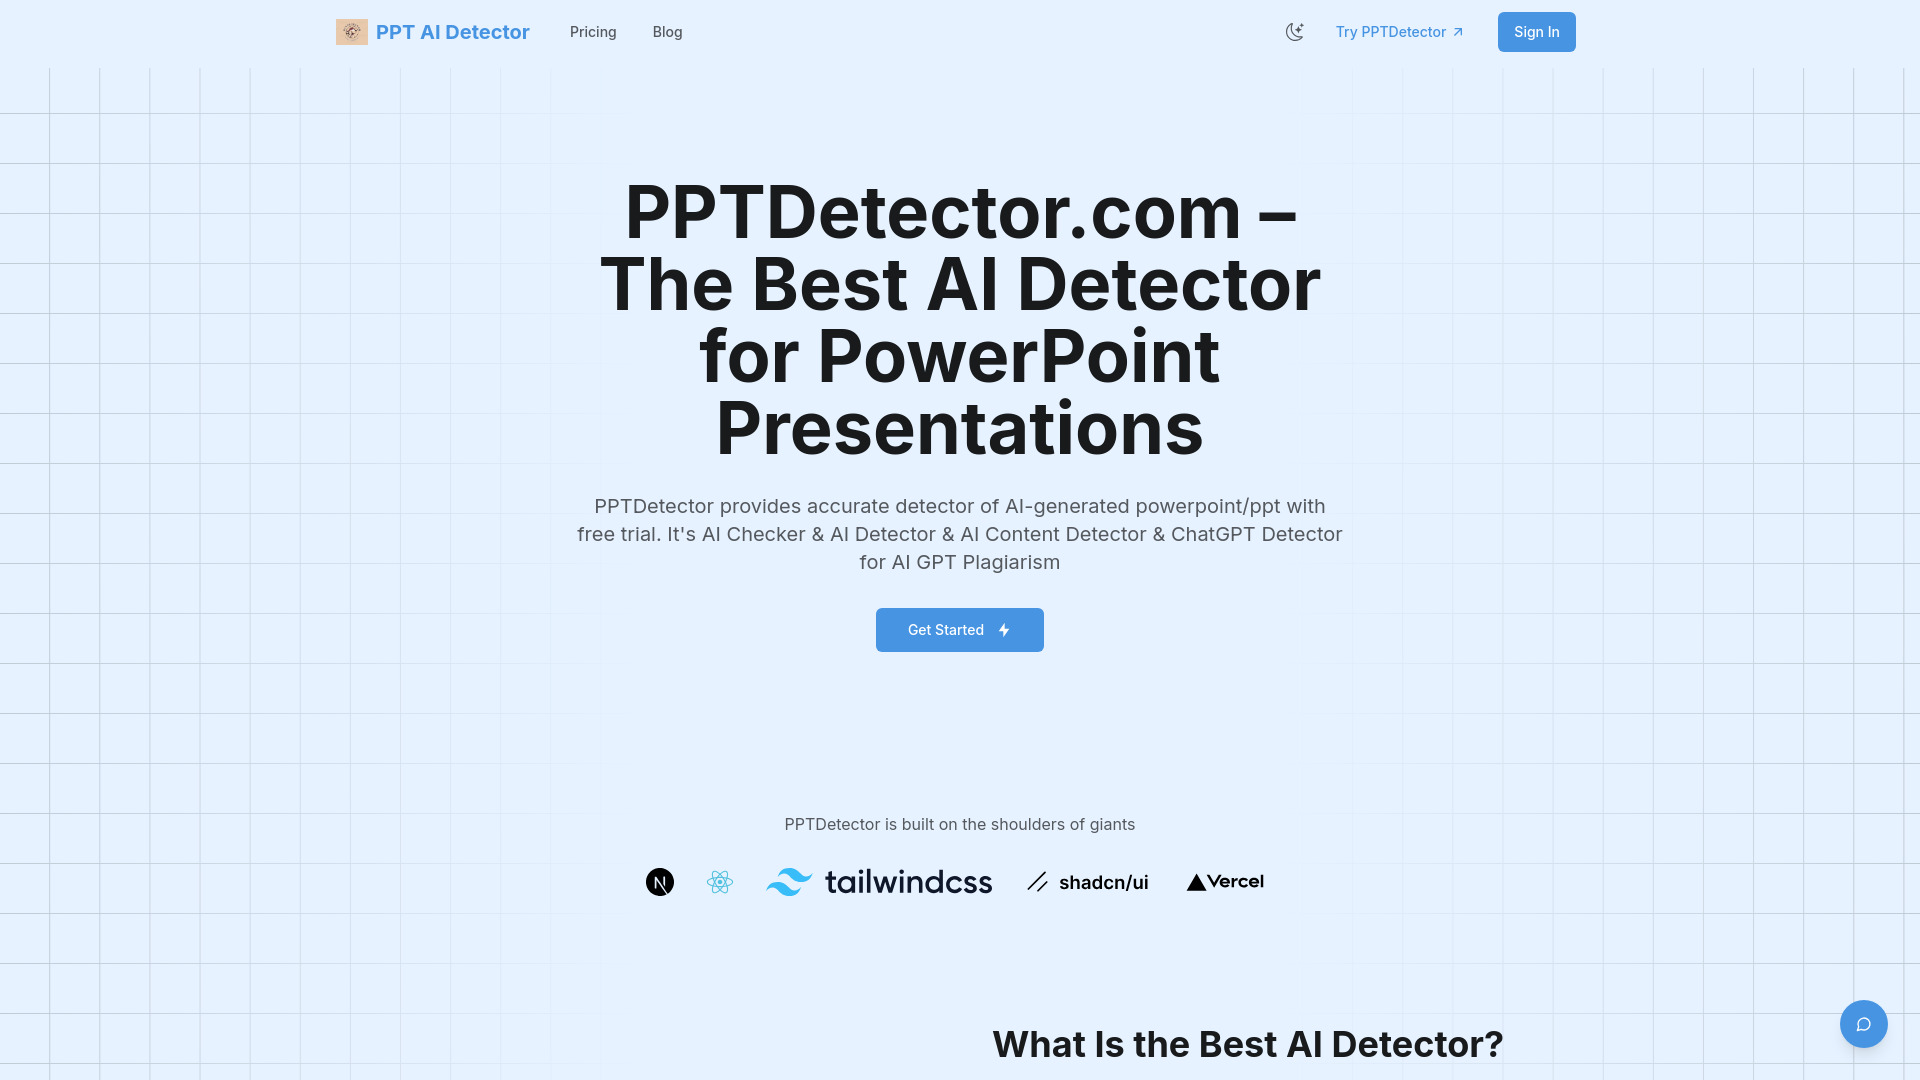 PPT AI Detector
Pricing
Blog
Try PPTDetector
Sign In
PPTDetector.com –
The Best AI Detector
for PowerPoint
Presentations
PPTDetector provides accurate detector of AI-generated powerpoint/ppt with
free trial. It's AI Checker & AI Detector & AI Content Detector & ChatGPT Detector
for AI GPT Plagiarism
Get Started
PPTDetector is built on the shoulders of giants
N
tailwindcss
shadcn/ui
Vercel
What Is the Best AI Detector?